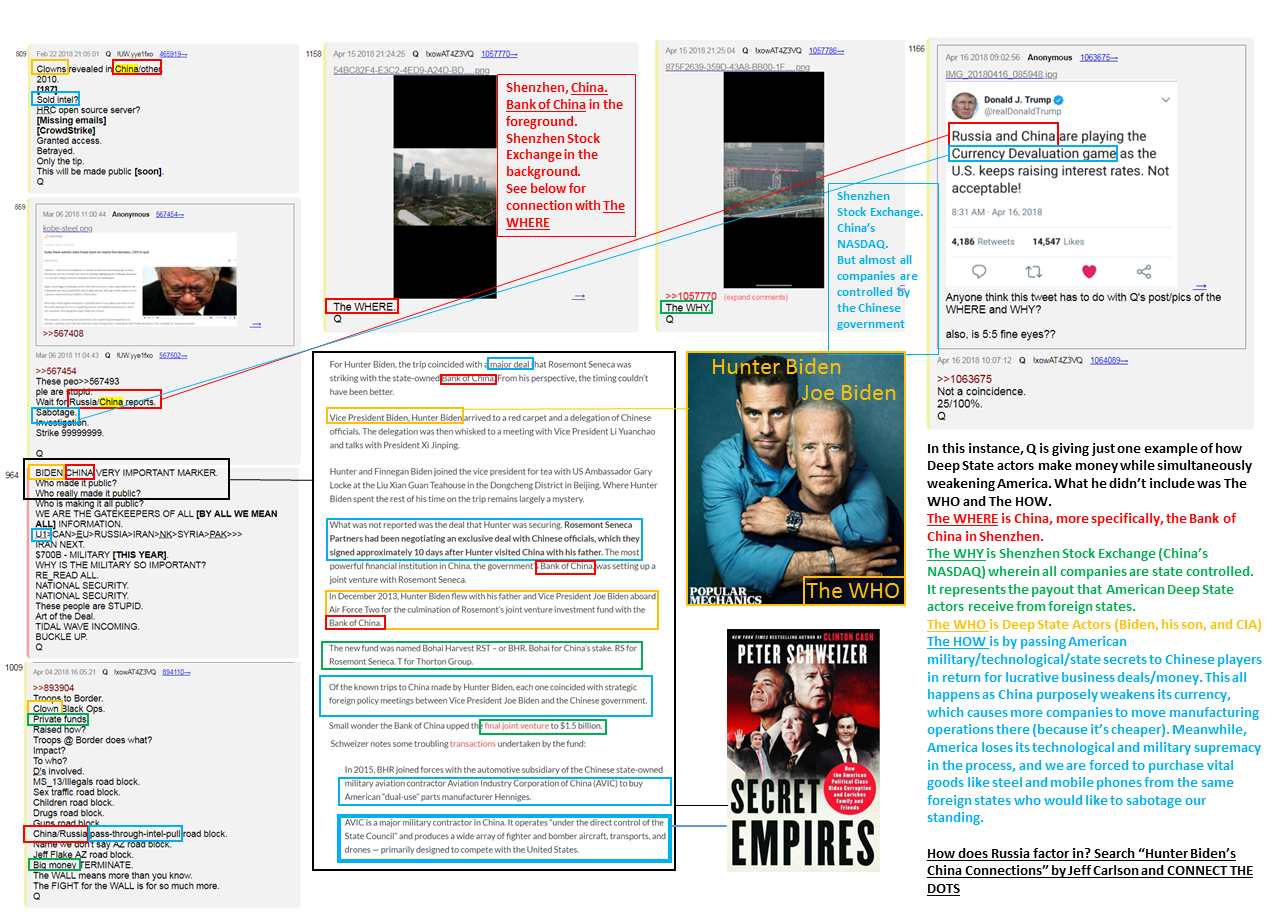 809
Feb 22 2018 21:05:01 Q !UW.yye1fxo 465919→
Clowns revealed in China/other.
2010.
[187]
Sold intel?
HRC open source server?
[Missing emails]
[CrowdStrike]
Granted access.
Betrayed.
Only the tip.
This will be made public [soon].
Q
869
Mar 06 2018 11:00:44 Anonymous 567454→
kobe-steel.png
→
>>567408
Mar 06 2018 11:04:43 Q !UW.yye1fxo 567502→
>>567454
These peo>>567493
ple are stupid.
Wait for Russia/China reports.
Sabotage.
Investigation.
Strike 99999999.
Q
964
BIDEN/CHINA VERY IMPORTANT MARKER.
Who made it public?
Who really made it public?
Who is making it all public?
WE ARE THE GATEKEEPERS OF ALL [BY ALL WE MEAN
ALL] INFORMATION.
U1>CAN>EU>RUSSIA>IRAN>NK>SYRIA>PAK>>>
IRAN NEXT.
$700B - MILITARY [THIS YEAR].
WHY IS THE MILITARY SO IMPORTANT?
RE_READ ALL.
NATIONAL SECURITY.
NATIONAL SECURITY.
These people are STUPID.
Art of the Deal.
TIDAL WAVE INCOMING.
BUCKLE UP.
Q
1009
Apr 04 2018 16:05:21 Q !xowAT4Z3VQ 894110→
>>893904
Troops to Border.
Clown Black Ops.
Private funds.
Raised how?
Troops @ Border does what?
Impact?
To who?
D's involved.
MS_13/Illegals road block.
Sex traffic road block.
Children road block.
Drugs road block.
Guns road block.
China/Russia pass-through-intel-pull road block.
Name we don't say AZ road block.
Jeff Flake AZ road block.
Big money TERMINATE.
The WALL means more than you know.
The FIGHT for the WALL is for so much more.
Q
1158
Apr 15 2018 21:24:25 Q !xowAT4Z3VQ 1057770→
54BC82F4-E3C2-4ED9-A24D-BD....png
Shenzhen, China.
Bank of China in the
foreground.
Shenzhen Stock
Exchange in the
background.
See below for
connection with The
WHERE
→
The WHERE.
Q
Apr 15 2018 21:25:04 Q !xowAT4Z3VQ 1057786→
875F2639-359D-43A8-BB00-1F....png
Shenzhen
Stock Exchange.
China's
NASDAQ.
But almost all
companies are
controlled by
the Chinese
government
>>1057770 (expand comments)
The WHY.
Q
1166
Apr 16 2018 09:02:56 Anonymous 1063675→
IMG_20180416_085948.jpg
Donald J. Trump
@realDonaldTrump
Russia and China are playing the
Currency Devaluation game as the
U.S. keeps raising interest rates. Not
acceptable!
8:31 AM · Apr 16, 2018
4,186 Retweets 14,547 Likes
→
Anyone think this tweet has to do with Q's post/pics of the
WHERE and WHY?
also, is 5:5 fine eyes??
Apr 16 2018 10:07:12 Q !xowAT4Z3VQ 1064089→
>>1063675
Not a coincidence.
25/100%.
Q
For Hunter Biden, the trip coincided with a major deal that Rosemont Seneca was
striking with the state-owned Bank of China. From his perspective, the timing couldn't
have been better.
Vice President Biden, Hunter Biden arrived to a red carpet and a delegation of Chinese
officials. The delegation was then whisked to a meeting with Vice President Li Yuanchao
and talks with President Xi Jinping.
Hunter and Finnegan Biden joined the vice president for tea with US Ambassador Gary
Locke at the Liu Xian Guan Teahouse in the Dongcheng District in Beijing. Where Hunter
Biden spent the rest of his time on the trip remains largely a mystery.
What was not reported was the deal that Hunter was securing. Rosemont Seneca
Partners had been negotiating an exclusive deal with Chinese officials, which they
signed approximately 10 days after Hunter visited China with his father. The most
powerful financial institution in China, the government's Bank of China, was setting up a
joint venture with Rosemont Seneca.
In December 2013, Hunter Biden flew with his father and Vice President Joe Biden aboard
Air Force Two for the culmination of Rosemont's joint venture investment fund with the
Bank of China.
The new fund was named Bohai Harvest RST – or BHR. Bohai for China's stake. RS for
Rosemont Seneca. T for Thorton Group.
Of the known trips to China made by Hunter Biden, each one coincided with strategic
foreign policy meetings between Vice President Joe Biden and the Chinese government.
Small wonder the Bank of China upped the final joint venture to $1.5 billion.
Schweizer notes some troubling transactions undertaken by the fund:
In 2015, BHR joined forces with the automotive subsidiary of the Chinese state-owned
military aviation contractor Aviation Industry Corporation of China (AVIC) to buy
American "dual-use" parts manufacturer Henniges.
AVIC is a major military contractor in China. It operates "under the direct control of the
State Council" and produces a wide array of fighter and bomber aircraft, transports, and
drones — primarily designed to compete with the United States.
Hunter Biden
Joe Biden
POPULAR
MECHANICS
The WHO
NEW YORK TIMES BESTSELLING AUTHOR OF CLINTON CASH
PETER SCHWEIZER
SECRET
EMPIRES
How
the American
Political Class
Hides Corruption
and Enriches
Family and
Friends
In this instance, Q is giving just one example of how
Deep State actors make money while simultaneously
weakening America. What he didn't include was The
WHO and The HOW.
The WHERE is China, more specifically, the Bank of
China in Shenzhen.
The WHY is Shenzhen Stock Exchange (China's
NASDAQ) wherein all companies are state controlled.
It represents the payout that American Deep State
actors receive from foreign states.
The WHO is Deep State Actors (Biden, his son, and CIA)
The HOW is by passing American
military/technological/state secrets to Chinese players
in return for lucrative business deals/money. This all
happens as China purposely weakens its currency,
which causes more companies to move manufacturing
operations there (because it's cheaper). Meanwhile,
America loses its technological and military supremacy
in the process, and we are forced to purchase vital
goods like steel and mobile phones from the same
foreign states who would like to sabotage our
standing.
How does Russia factor in? Search "Hunter Biden's
China Connections" by Jeff Carlson and CONNECT THE
DOTS